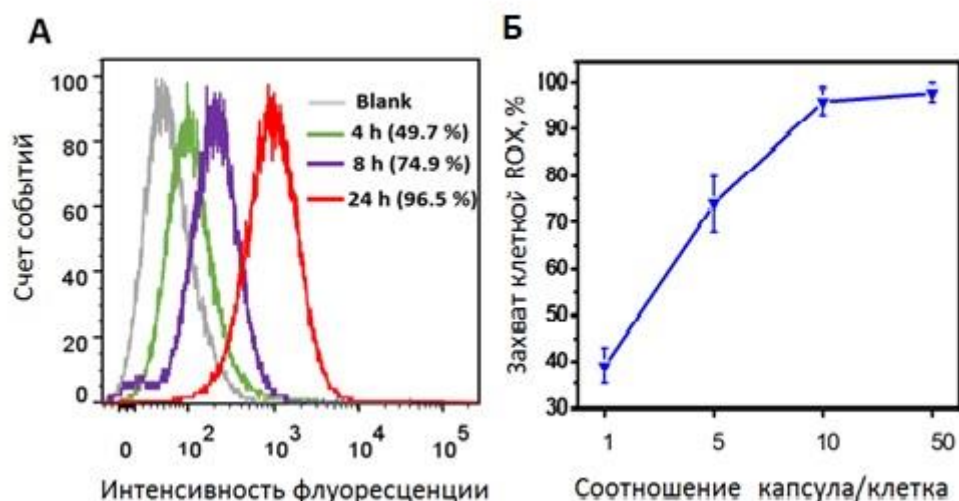 А
Счет событий
100
80
60
40
20
0
Blank
4 h (49.7 %)
8 h (74.9 %)
24 h (96.5 %)
0 10² 10³ 10⁴ 10⁵
Интенсивность флуоресценции
Б
Захват клеткой ROX, %
100
90
80
70
60
50
40
30
1 5 10 50
Соотношение капсула/клетка